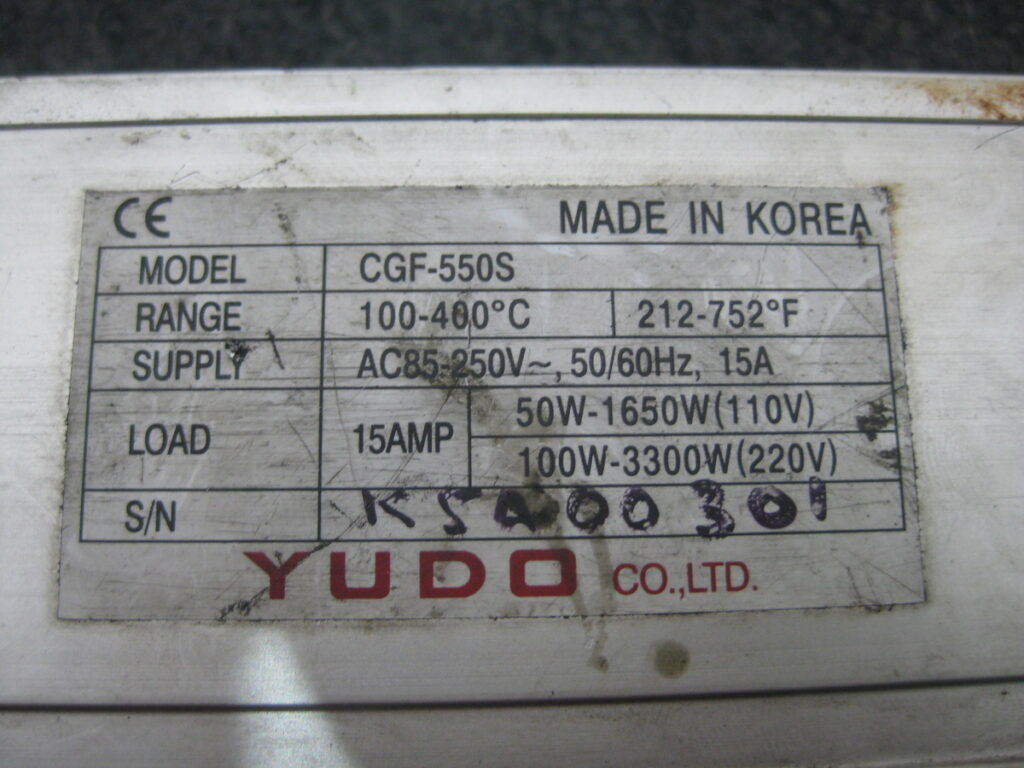 CE MADE IN KOREA
MODEL CGF-550S
RANGE 100-400°C 212-752°F
SUPPLY AC85-250V~, 50/60Hz, 15A
LOAD 15AMP 50W-1650W(110V)
100W-3300W(220V)
S/N K5A00301
YUDO CO.,LTD.